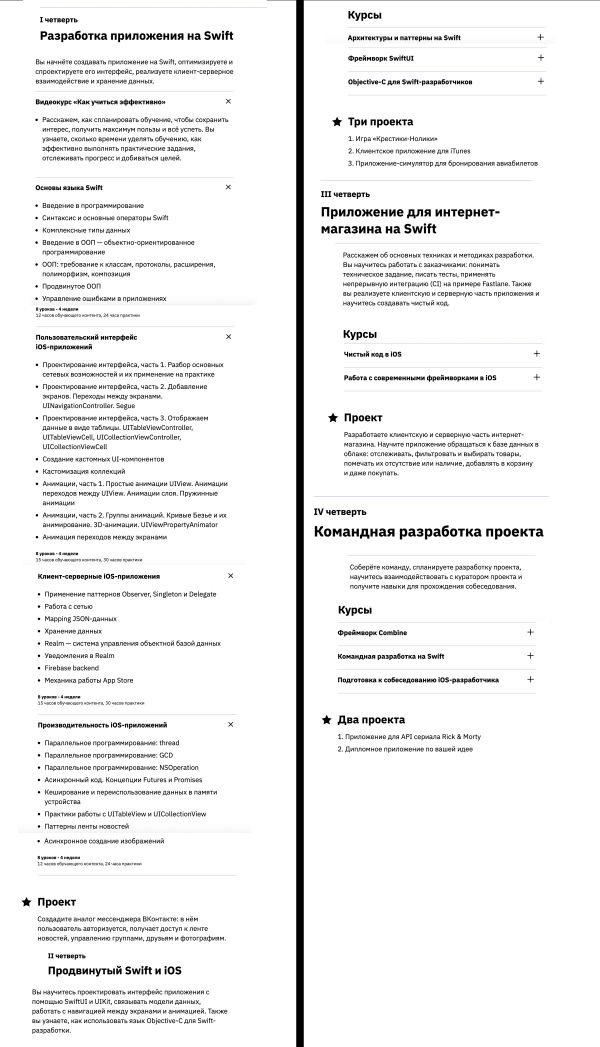 I четверть
Разработка приложения на Swift
Вы начнёте создавать приложение на Swift, оптимизируете и
спроектируете его интерфейс, реализуете клиент-серверное
взаимодействие и хранение данных.
Видеокурс «Как учиться эффективно» ×
• Расскажем, как спланировать обучение, чтобы сохранить
интерес, получить максимум пользы и всё успеть. Вы
узнаете, сколько времени уделять обучению, как
эффективно выполнять практические задания,
отслеживать прогресс и добиваться целей.
Основы языка Swift ×
• Введение в программирование
• Синтаксис и основные операторы Swift
• Комплексные типы данных
• Введение в ООП — объектно-ориентированное
программирование
• ООП: требование к классам, протоколы, расширения,
полиморфизм, композиция
• Продвинутое ООП
• Управление ошибками в приложениях
8 уроков - 4 недели
12 часов обучающего контента, 24 часа практики
Пользовательский интерфейс ×
iOS-приложений
• Проектирование интерфейса, часть 1. Разбор основных
сетевых возможностей и их применение на практике
• Проектирование интерфейса, часть 2. Добавление
экранов. Переходы между экранами.
UINavigationController. Segue
• Проектирование интерфейса, часть 3. Отображаем
данные в виде таблицы. UITableViewController,
UITableViewCell, UICollectionViewController,
UICollectionViewCell
• Создание кастомных UI-компонентов
• Кастомизация коллекций
• Анимации, часть 1. Простые анимации UIView. Анимации
переходов между UIView. Анимации слоя. Пружинные
анимации
• Анимации, часть 2. Группы анимаций. Кривые Безье и их
анимирование. 3D-анимации. UIViewPropertyAnimator
• Анимация переходов между экранами
8 уроков - 4 недели
15 часов обучающего контента, 30 часов практики
Клиент-серверные iOS-приложения ×
• Применение паттернов Observer, Singleton и Delegate
• Работа с сетью
• Mapping JSON-данных
• Хранение данных
• Realm — система управления объектной базой данных
• Уведомления в Realm
• Firebase backend
• Механика работы App Store
8 уроков - 4 недели
15 часов обучающего контента, 30 часов практики
Производительность iOS-приложений ×
• Параллельное программирование: thread
• Параллельное программирование: GCD
• Параллельное программирование: NSOperation
• Асинхронный код. Концепции Futures и Promises
• Кеширование и переиспользование данных в памяти
устройства
• Практики работы с UITableView и UICollectionView
• Паттерны ленты новостей
• Асинхронное создание изображений
8 уроков - 4 недели
12 часов обучающего контента, 24 часа практики
★ Проект
Создадите аналог мессенджера ВКонтакте: в нём
пользователь авторизуется, получает доступ к ленте
новостей, управлению группами, друзьям и фотографиям.
II четверть
Продвинутый Swift и iOS
Вы научитесь проектировать интерфейс приложения с
помощью SwiftUI и UIKit, связывать модели данных,
работать с навигацией между экранами и анимацией. Также
вы узнаете, как использовать язык Objective-C для Swift-
разработки.
Курсы
Архитектуры и паттерны на Swift +
Фреймворк SwiftUI +
Objective-C для Swift-разработчиков +
★ Три проекта
1. Игра «Крестики-Нолики»
2. Клиентское приложение для iTunes
3. Приложение-симулятор для бронирования авиабилетов
III четверть
Приложение для интернет-
магазина на Swift
Расскажем об основных техниках и методиках разработки.
Вы научитесь работать с заказчиками: понимать
техническое задание, писать тесты, применять
непрерывную интеграцию (CI) на примере Fastlane. Также
вы реализуете клиентскую и серверную часть приложения и
научитесь создавать чистый код.
Курсы
Чистый код в iOS +
Работа с современными фреймворками в iOS +
★ Проект
Разработаете клиентскую и серверную часть интернет-
магазина. Научите приложение обращаться к базе данных в
облаке: отслеживать, фильтровать и выбирать товары,
помечать их отсутствие или наличие, добавлять в корзину
и даже покупать.
IV четверть
Командная разработка проекта
Соберёте команду, спланируете разработку проекта,
научитесь взаимодействовать с куратором проекта и
получите навыки для прохождения собеседований.
Курсы
Фреймворк Combine +
Командная разработка на Swift +
Подготовка к собеседованию iOS-разработчика +
★ Два проекта
1. Приложение для API сериала Rick & Morty
2. Дипломное приложение по вашей идее